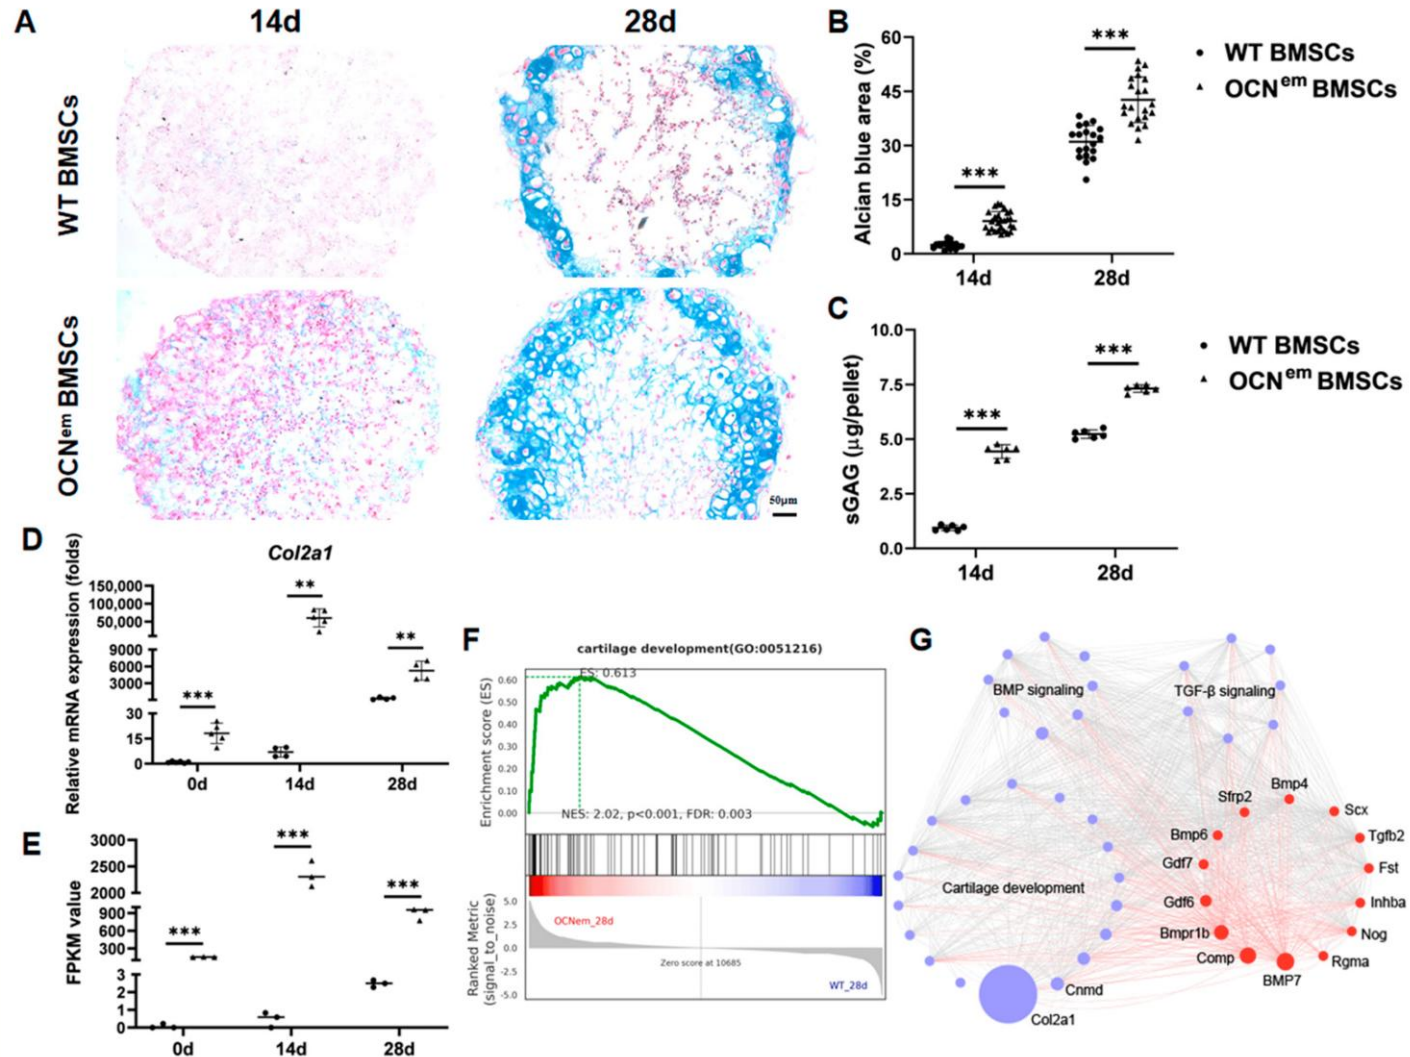 A
14d
28d
WT BMSCs
OCNem BMSCs
50μm
B
Alcian blue area (%)
60
45
30
15
0
***
***
14d
28d
WT BMSCs
OCNem BMSCs
C
sGAG (μg/pellet)
10.0
7.5
5.0
2.5
0.0
***
***
14d
28d
WT BMSCs
OCNem BMSCs
D
Col2a1
Relative mRNA expression (folds)
150,000
100,000
50,000
9000
6000
3000
30
15
0
***
**
**
0d
14d
28d
E
FPKM value
3000
2500
2000
900
600
300
3
2
1
0
***
***
***
0d
14d
28d
F
cartilage development(GO:0051216)
Enrichment score (ES)
0.60
0.50
0.40
0.30
0.20
0.10
0.00
ES: 0.613
NES: 2.02, p<0.001, FDR: 0.003
Ranked Metric
(signal_to_noise)
5.0
2.5
0.0
-2.5
-5.0
OCNem_28d
Zero score at 10685
WT_28d
G
BMP signaling
TGF-β signaling
Cartilage development
Sfrp2
Bmp4
Scx
Bmp6
Tgfb2
Gdf7
Fst
Gdf6
Inhba
Bmpr1b
Nog
Comp
BMP7
Rgma
Cnmd
Col2a1